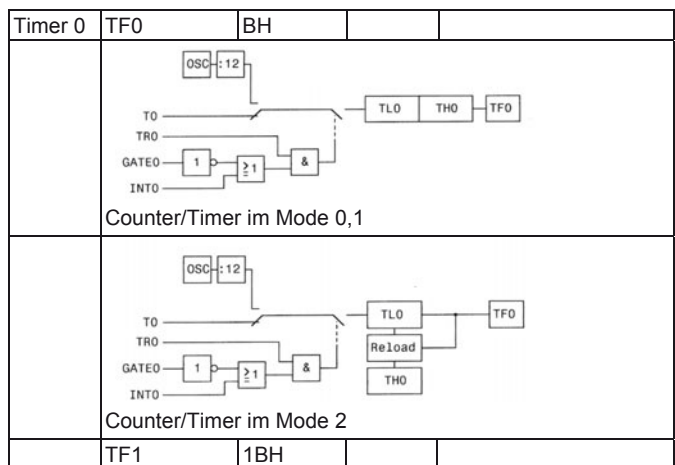 Timer 0 TF0 BH
OSC :12
T0 TL0 TH0 TF0
TR0
GATE0 1 ≥1 &
INT0
Counter/Timer im Mode 0,1
OSC :12
T0 TL0 TF0
TR0 Reload
GATE0 1 ≥1 & TH0
INT0
Counter/Timer im Mode 2
TF1 1BH